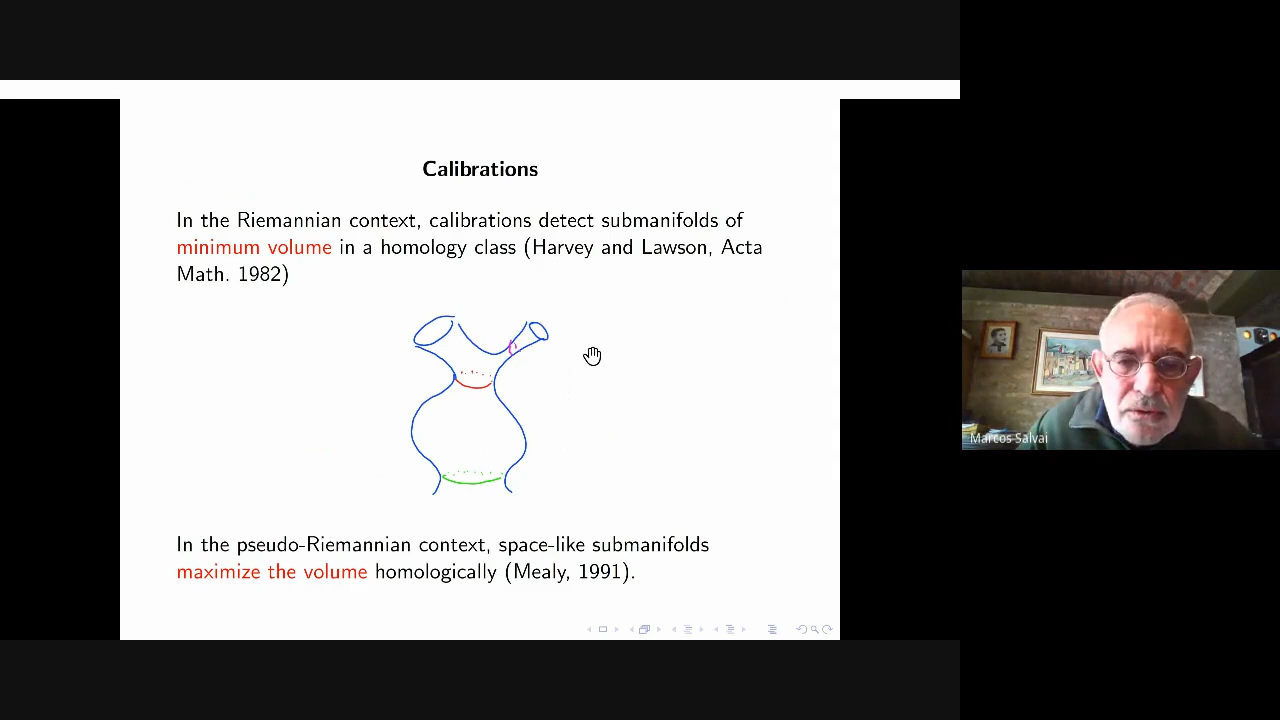 Calibrations
In the Riemannian context, calibrations detect submanifolds of
minimum volume in a homology class (Harvey and Lawson, Acta
Math. 1982)
In the pseudo-Riemannian context, space-like submanifolds
maximize the volume homologically (Mealy, 1991).
Marcos Salvai